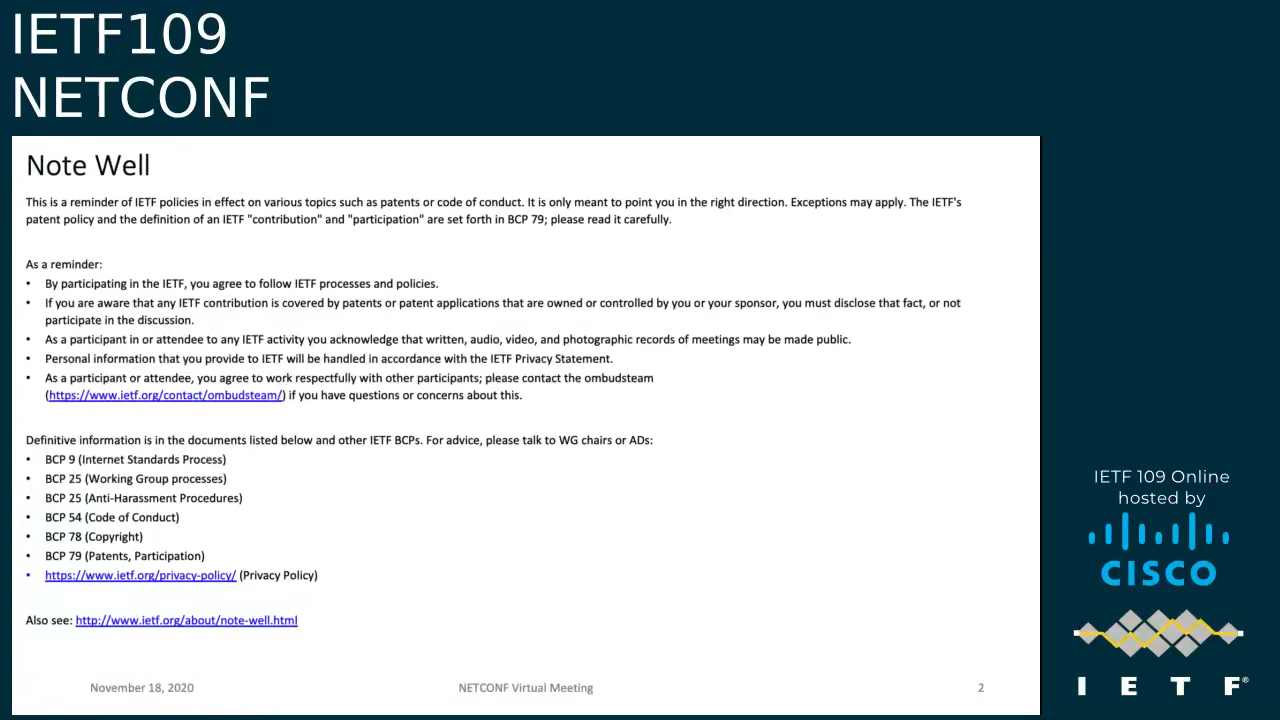 IETF109
NETCONF
Note Well
This is a reminder of IETF policies in effect on various topics such as patents or code of conduct. It is only meant to point you in the right direction. Exceptions may apply. The IETF's
patent policy and the definition of an IETF "contribution" and "participation" are set forth in BCP 79; please read it carefully.
As a reminder:
• By participating in the IETF, you agree to follow IETF processes and policies.
• If you are aware that any IETF contribution is covered by patents or patent applications that are owned or controlled by you or your sponsor, you must disclose that fact, or not
participate in the discussion.
• As a participant in or attendee to any IETF activity you acknowledge that written, audio, video, and photographic records of meetings may be made public.
• Personal information that you provide to IETF will be handled in accordance with the IETF Privacy Statement.
• As a participant or attendee, you agree to work respectfully with other participants; please contact the ombudsteam
(https://www.ietf.org/contact/ombudsteam/) if you have questions or concerns about this.
Definitive information is in the documents listed below and other IETF BCPs. For advice, please talk to WG chairs or ADs:
• BCP 9 (Internet Standards Process)
• BCP 25 (Working Group processes)
• BCP 25 (Anti-Harassment Procedures)
• BCP 54 (Code of Conduct)
• BCP 78 (Copyright)
• BCP 79 (Patents, Participation)
• https://www.ietf.org/privacy-policy/ (Privacy Policy)
Also see: http://www.ietf.org/about/note-well.html
November 18, 2020 NETCONF Virtual Meeting 2
IETF 109 Online
hosted by
CISCO
I E T F®